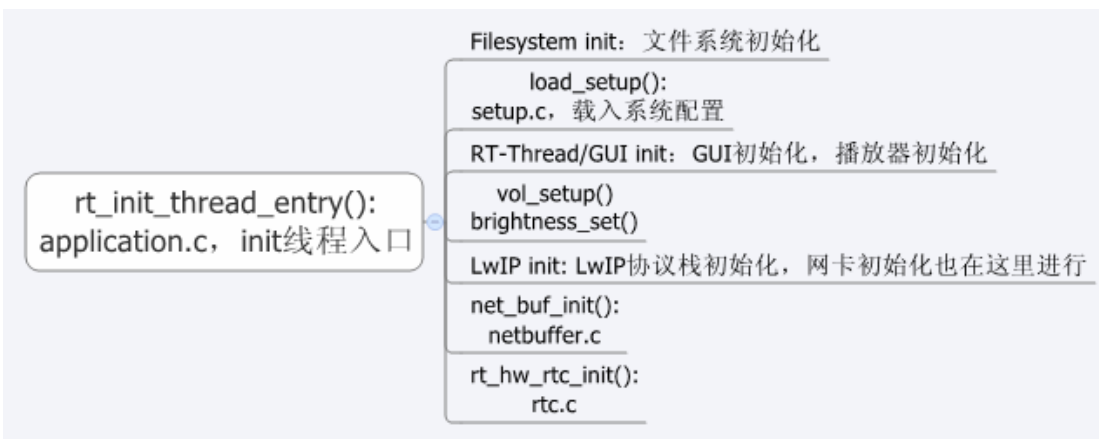 rt_init_thread_entry():
application.c，init线程入口
Filesystem init：文件系统初始化
load_setup():
setup.c，载入系统配置
RT-Thread/GUI init：GUI初始化，播放器初始化
vol_setup()
brightness_set()
LwIP init: LwIP协议栈初始化，网卡初始化也在这里进行
net_buf_init():
netbuffer.c
rt_hw_rtc_init():
rtc.c